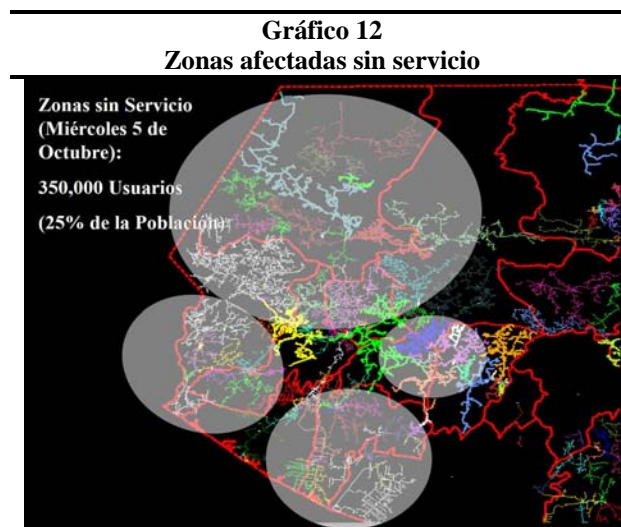 Gráfico 12
Zonas afectadas sin servicio
Zonas sin Servicio
(Miércoles 5 de
Octubre):
350,000 Usuarios
(25% de la Población)